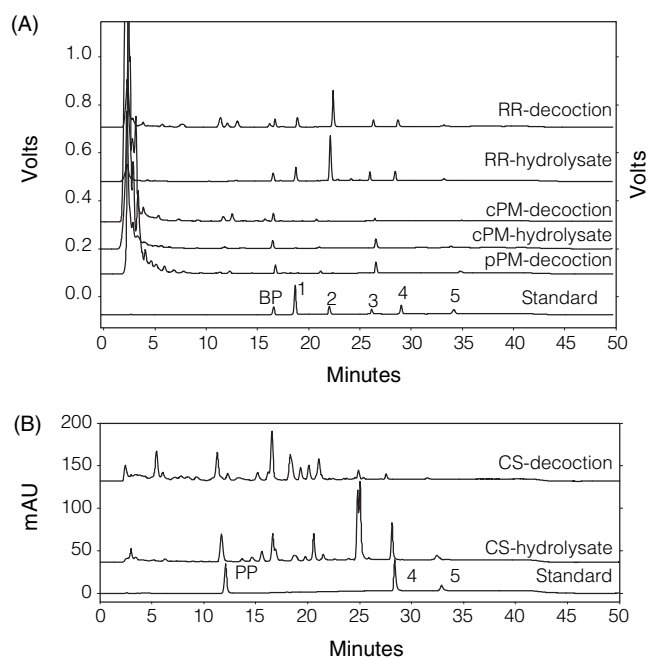 (A)
Volts
Volts
1.0
0.8
0.6
0.4
0.2
0.0
RR-decoction
RR-hydrolysate
cPM-decoction
cPM-hydrolysate
pPM-decoction
BP 1 2 3 4 5 Standard
0 5 10 15 20 25 30 35 40 45 50
Minutes
(B)
mAU
200
150
100
50
0
CS-decoction
CS-hydrolysate
PP 4 5 Standard
0 5 10 15 20 25 30 35 40 45 50
Minutes